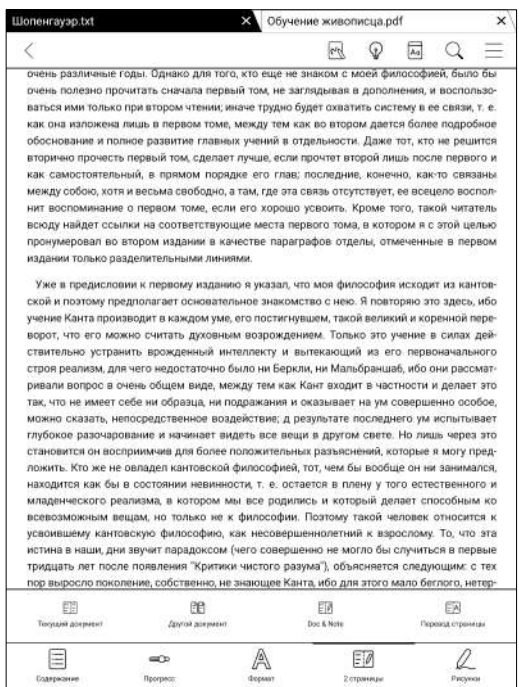 Шопенгауэр.txt
Обучение живописца.pdf
очень различные годы. Однако для того, кто еще не знаком с моей философией, было бы
очень полезно прочитать сначала первый том, не заглядывая в дополнения, и воспользо-
ваться ими только при втором чтении; иначе трудно будет охватить систему в ее связи, т. е.
как она изложена лишь в первом томе, между тем как во втором дается более подробное
обоснование и полное развитие главных учений в отдельности. Даже тот, кто не решится
вторично прочесть первый том, сделает лучше, если прочтет второй лишь после первого и
как самостоятельный, в прямом порядке его глав; последние, конечно, как-то связаны
между собою, хотя и весьма свободно, а там, где эта связь отсутствует, ее всецело воспол-
нит воспоминание о первом томе, если его хорошо усвоить. Кроме того, такой читатель
всюду найдет ссылки на соответствующие места первого тома, в котором я с этой целью
пронумеровал во втором издании в качестве параграфов отделы, отмеченные в первом
издании только разделительными линиями.
Уже в предисловии к первому изданию я указал, что моя философия исходит из кантов-
ской и поэтому предполагает основательное знакомство с нею. Я повторяю это здесь, ибо
учение Канта производит в каждом уме, его постигнувшем, такой великий и коренной пере-
ворот, что его можно считать духовным возрождением. Только это учение в силах дей-
ствительно устранить врожденный интеллекту и вытекающий из его первоначального
строя реализм, для чего недостаточно было ни Беркли, ни Мальбраншаб, ибо они рассмат-
ривали вопрос в очень общем виде, между тем как Кант входит в частности и делает это
так, что не имеет себе ни образца, ни подражания и оказывает на ум совершенно особое,
можно сказать, непосредственное воздействие; д результате последнего ум испытывает
глубокое разочарование и начинает видеть все вещи в другом свете. Но лишь через это
становится он восприимчив для более положительных разъяснений, которые я могу пред-
ложить. Кто же не овладел кантовской философией, тот, чем бы вообще он ни занимался,
находится как бы в состоянии невинности, т. е. остается в плену у того естественного и
младенческого реализма, в котором мы все родились и который делает способным ко
всевозможным вещам, но только не к философии. Поэтому такой человек относится к
усвоившему кантовскую философию, как несовершеннолетний к взрослому. То, что эта
истина в наши, дни звучит парадоксом (чего совершенно не могло бы случиться в первые
тридцать лет после появления "Критики чистого разума"), объясняется следующим: с тех
пор выросло поколение, собственно, не знающее Канта, ибо для этого мало беглого, нетер-
Текущий документ
Другой документ
Doc & Note
Перевод страницы
Содержание
Прогресс
Формат
2 страницы
Рисунки